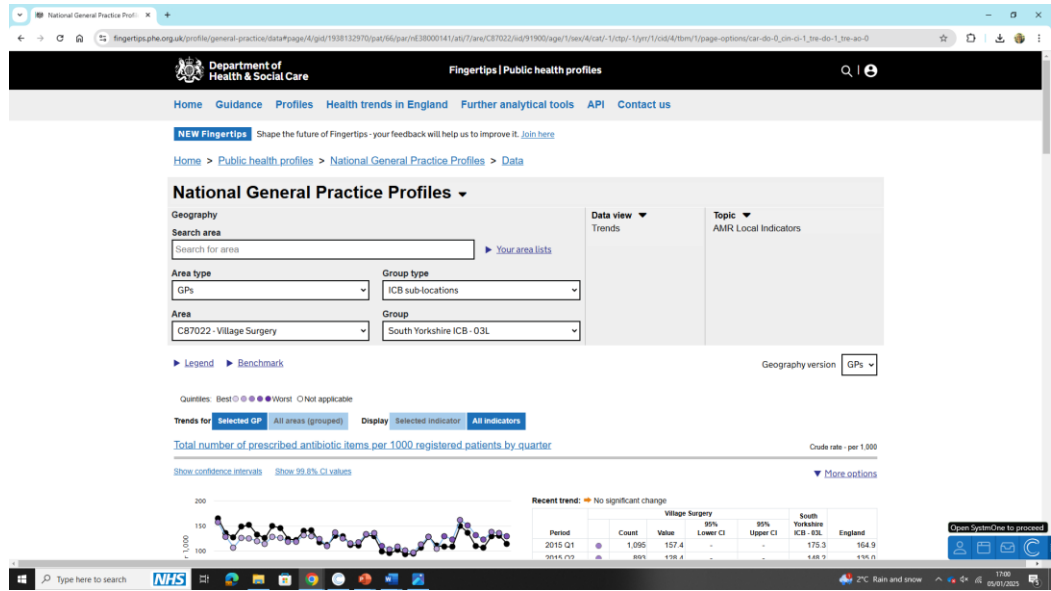 National General Practice Profi
fingertips.phe.org.uk/profile/general-practice/data#page/4/gid/1938132970/pat/66/par/nE38000141/ati/7/are/C87022/iid/91900/age/1/sex/4/cat/-1/ctp/-1/yrr/1/cid/4/tbm/1/page-options/car-do-0_cin-ci-1_tre-do-1_tre-ao-0
Department of
Health & Social Care
Fingertips | Public health profiles
Home Guidance Profiles Health trends in England Further analytical tools API Contact us
NEW Fingertips Shape the future of Fingertips - your feedback will help us to improve it. Join here
Home > Public health profiles > National General Practice Profiles > Data
National General Practice Profiles
Geography
Search area
Search for area
Your area lists
Data view
Trends
Topic
AMR Local Indicators
Area type Group type
GPs ICB sub-locations
Area Group
C87022 - Village Surgery South Yorkshire ICB - 03L
Legend Benchmark Geography version GPs
Quintiles: Best Worst Not applicable
Trends for Selected GP All areas (grouped) Display Selected indicator All indicators
Total number of prescribed antibiotic items per 1000 registered patients by quarter Crude rate - per 1,000
Show confidence intervals Show 99.8% CI values More options
200
150
100
Recent trend: No significant change
Village Surgery
Period Count Value 95% Lower CI 95% Upper CI South Yorkshire ICB - 03L England
2015 Q1 1,095 157.4 - - 175.3 164.9
2015 Q2 893 128.4 - - 148.2 135.0
Open SystmOne to proceed
Type here to search
NHS
2°C Rain and snow
17:00
05/01/2025